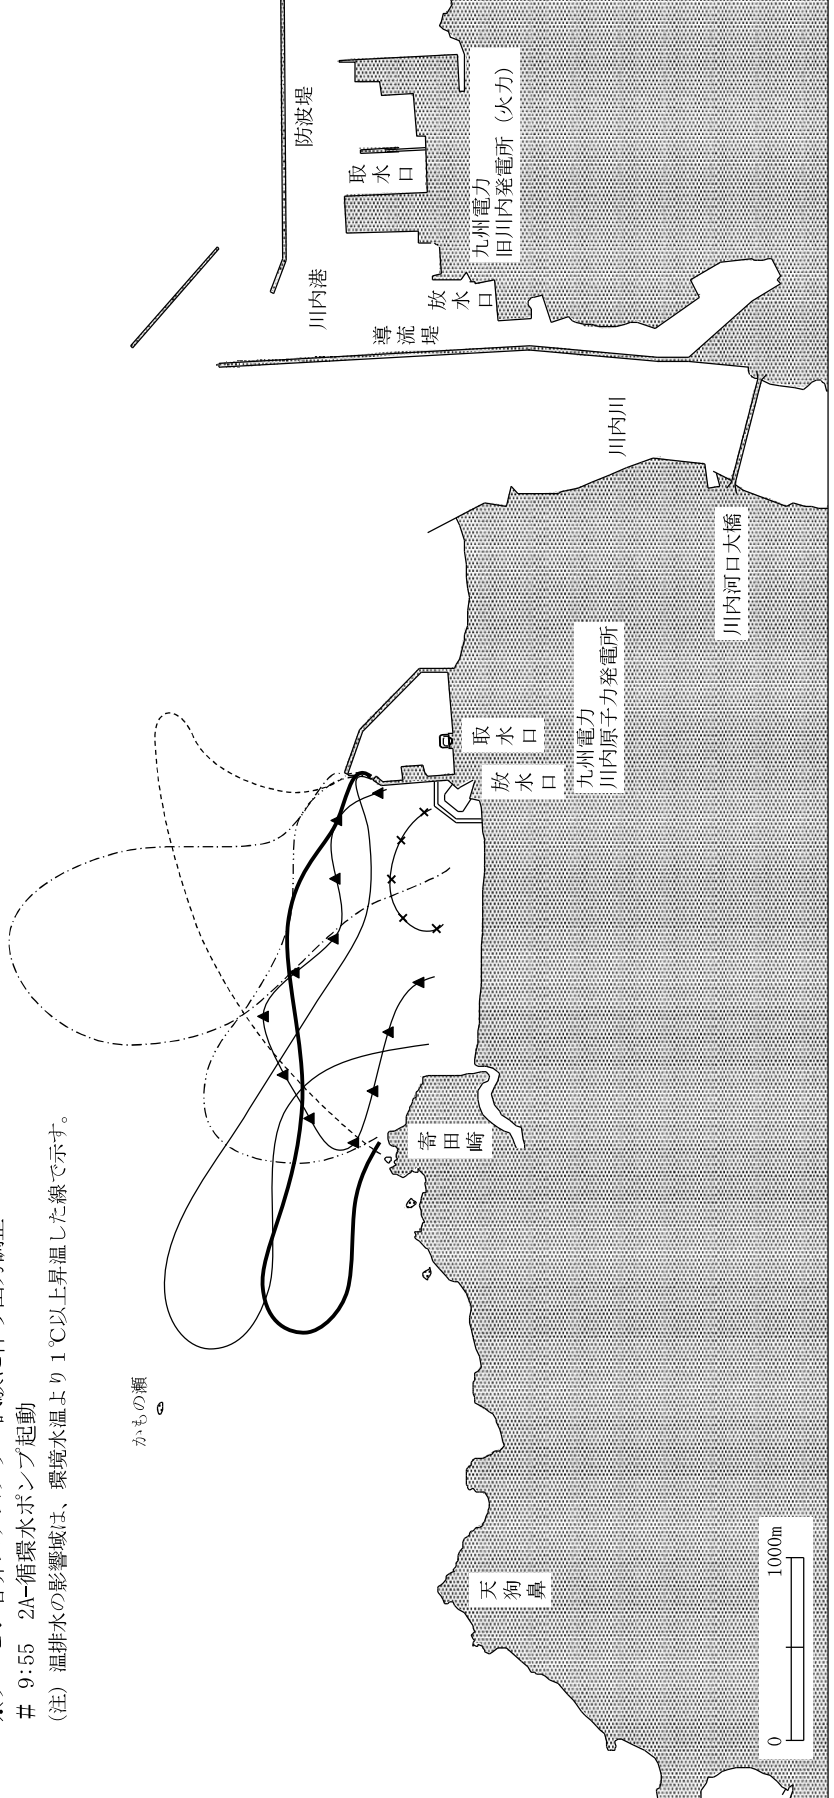 # 9:55 2A-循環水ポンプ起動
(注) 温排水の影響域は、環境水温より1℃以上昇温した線で示す。
かもの瀬
天狗鼻
寄田崎
放水口
取水口
九州電力
川内原子力発電所
川内河口大橋
川内川
導流堤
川内港
放水口
取水口
防波堤
九州電力
旧川内発電所（火力）
0
1000m